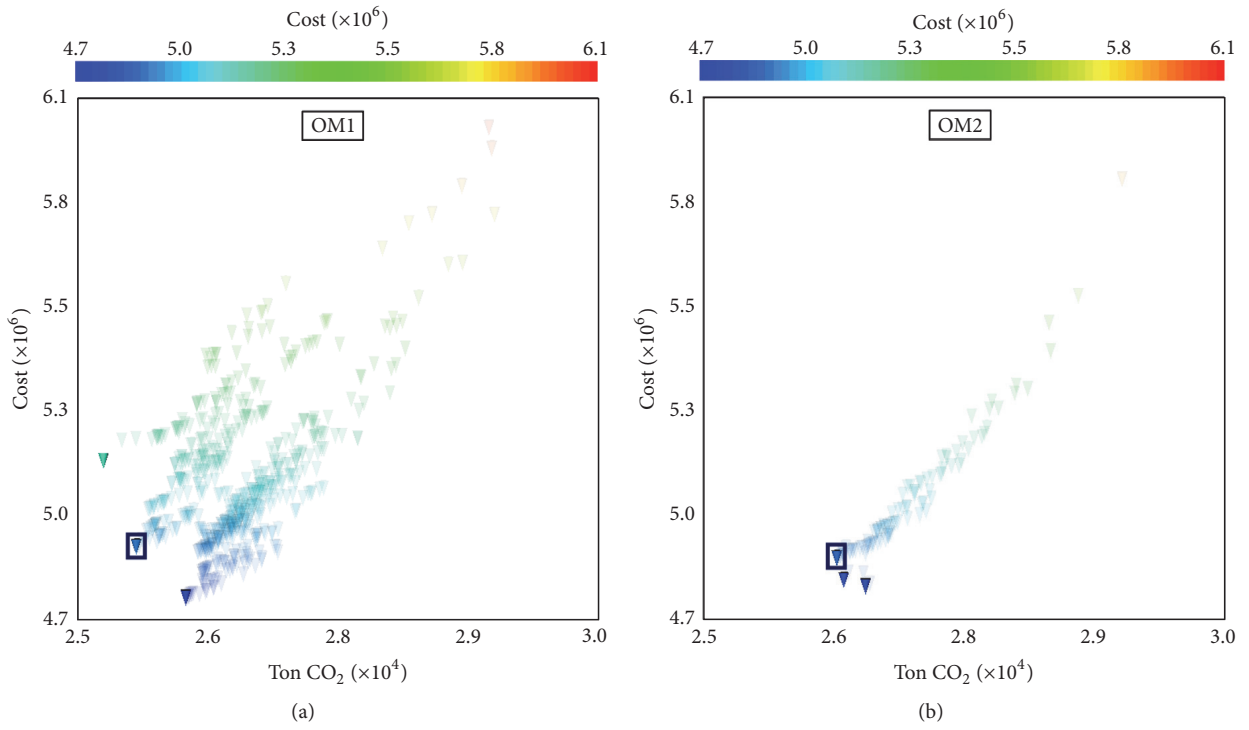 Cost (×10⁶)
4.7 5.0 5.3 5.5 5.8 6.1
OM1
6.1
5.8
5.5
5.3
5.0
4.7
Cost (×10⁶)
2.5 2.6 2.8 2.9 3.0
Ton CO₂ (×10⁴)
(a)
Cost (×10⁶)
4.7 5.0 5.3 5.5 5.8 6.1
OM2
6.1
5.8
5.5
5.3
5.0
4.7
Cost (×10⁶)
2.5 2.6 2.8 2.9 3.0
Ton CO₂ (×10⁴)
(b)